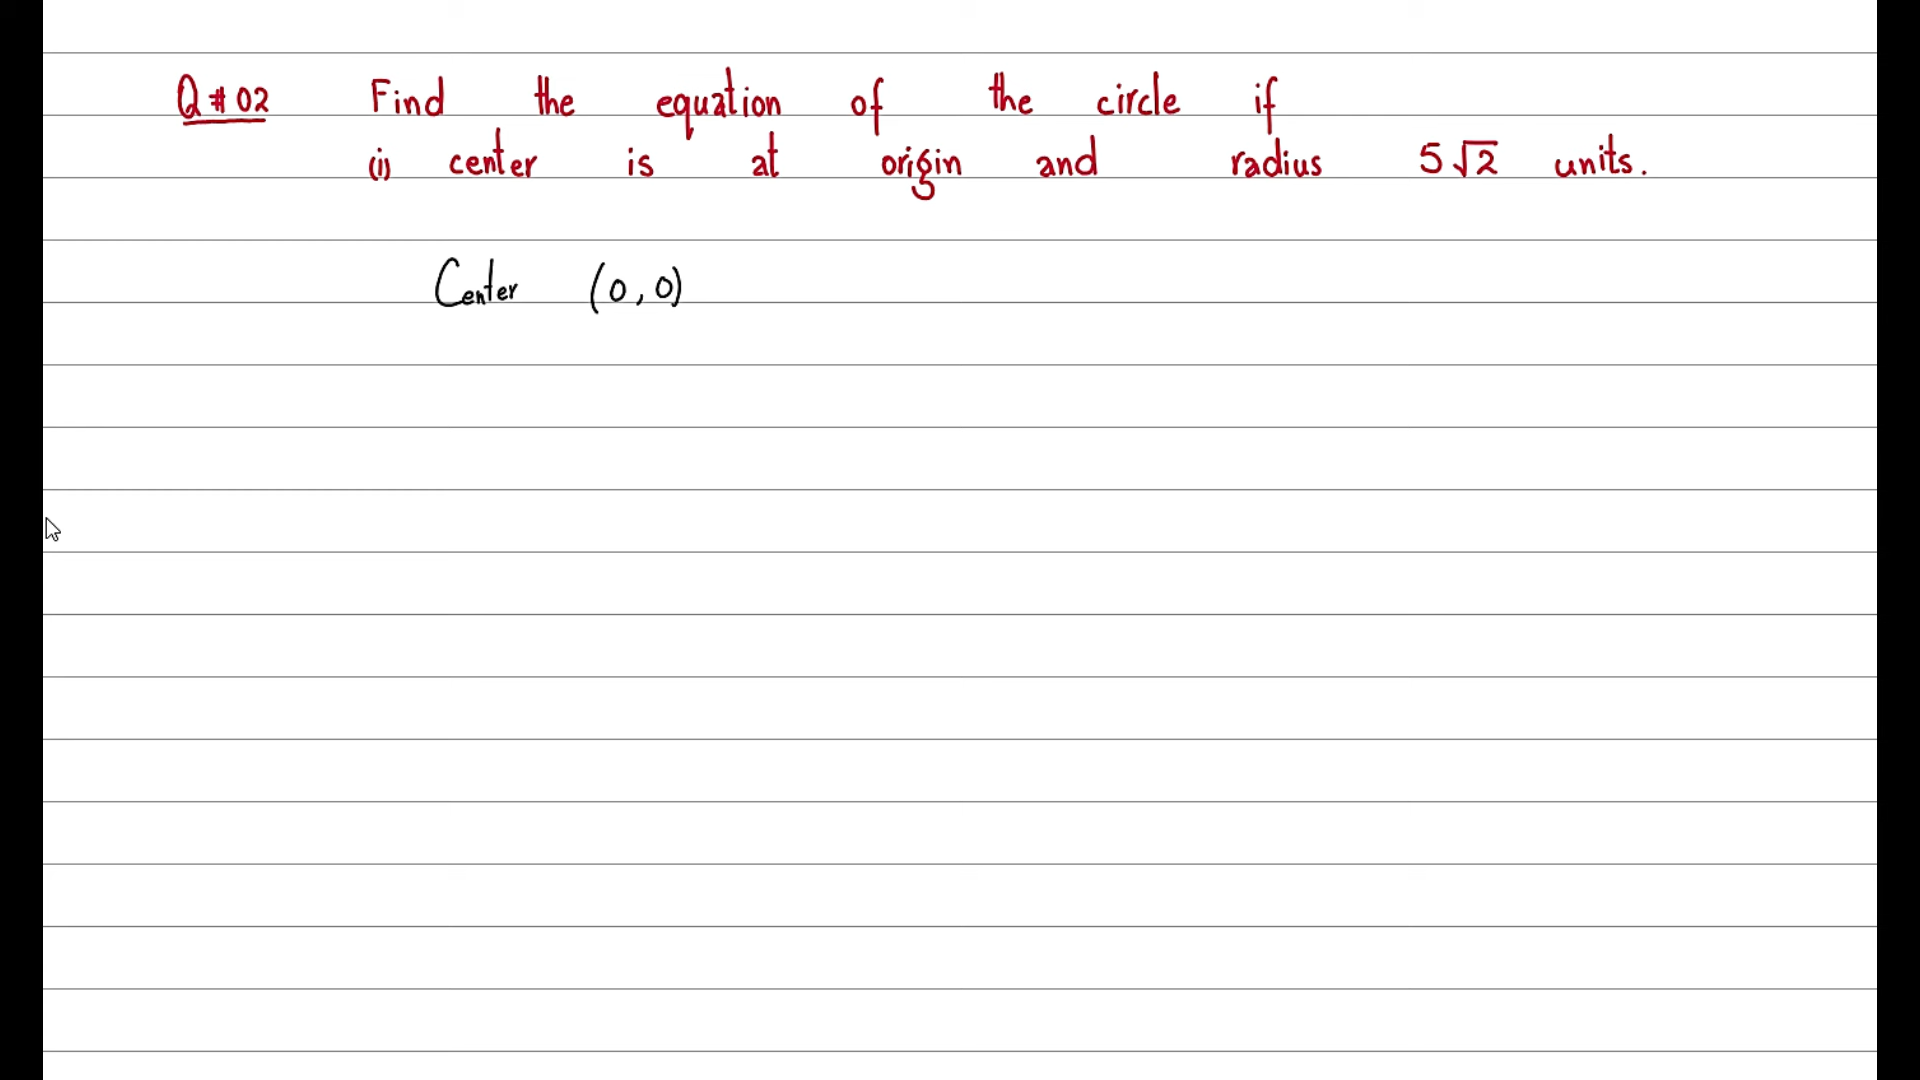 Q # 02 Find the equation of the circle if
(i) center is at origin and radius 5√2 units.
Center (0,0)